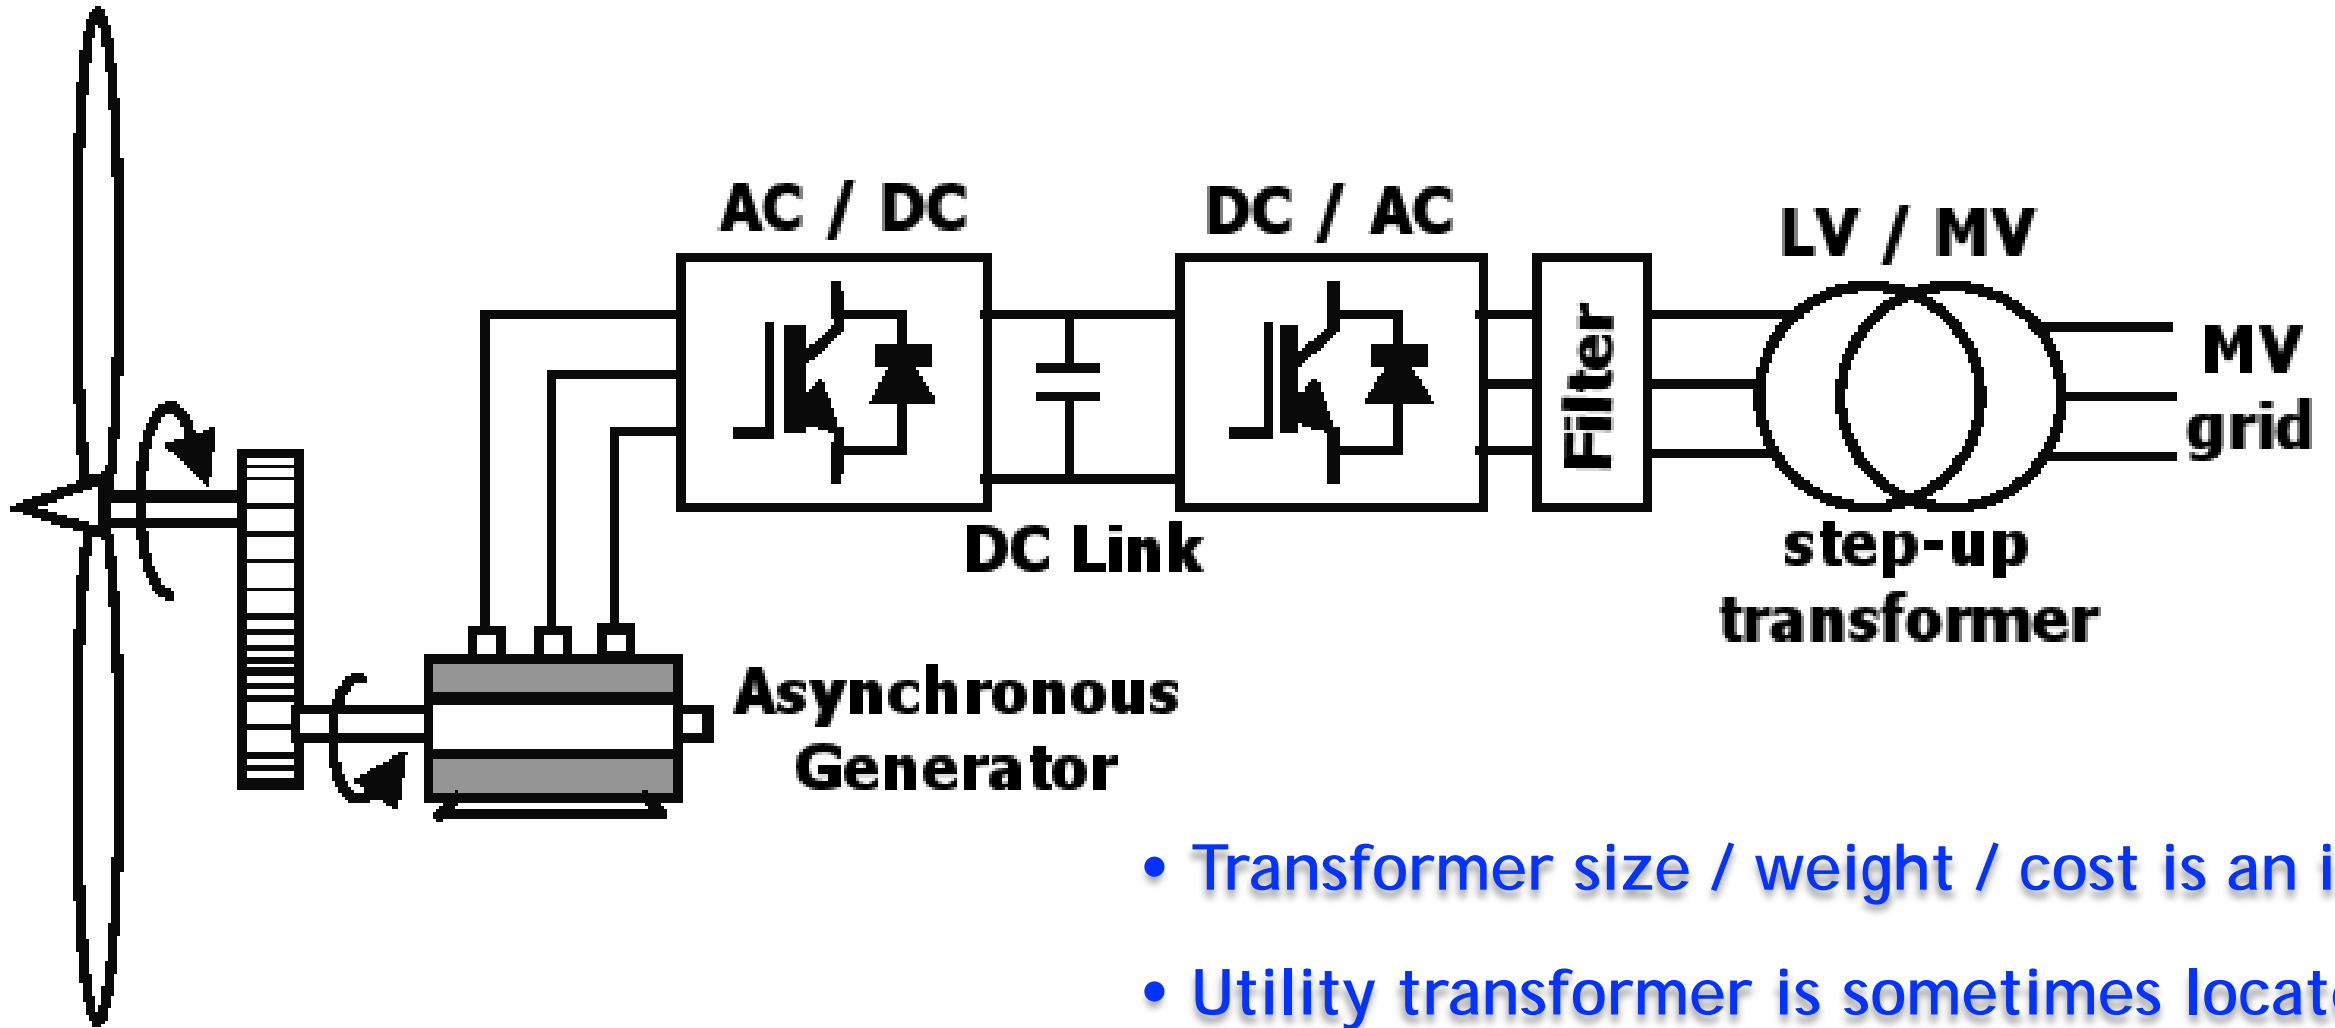 AC / DC
DC / AC
LV / MV
Filter
MV
grid
DC Link
step-up
transformer
Asynchronous
Generator
• Transformer size / weight / cost is an
• Utility transformer is sometimes